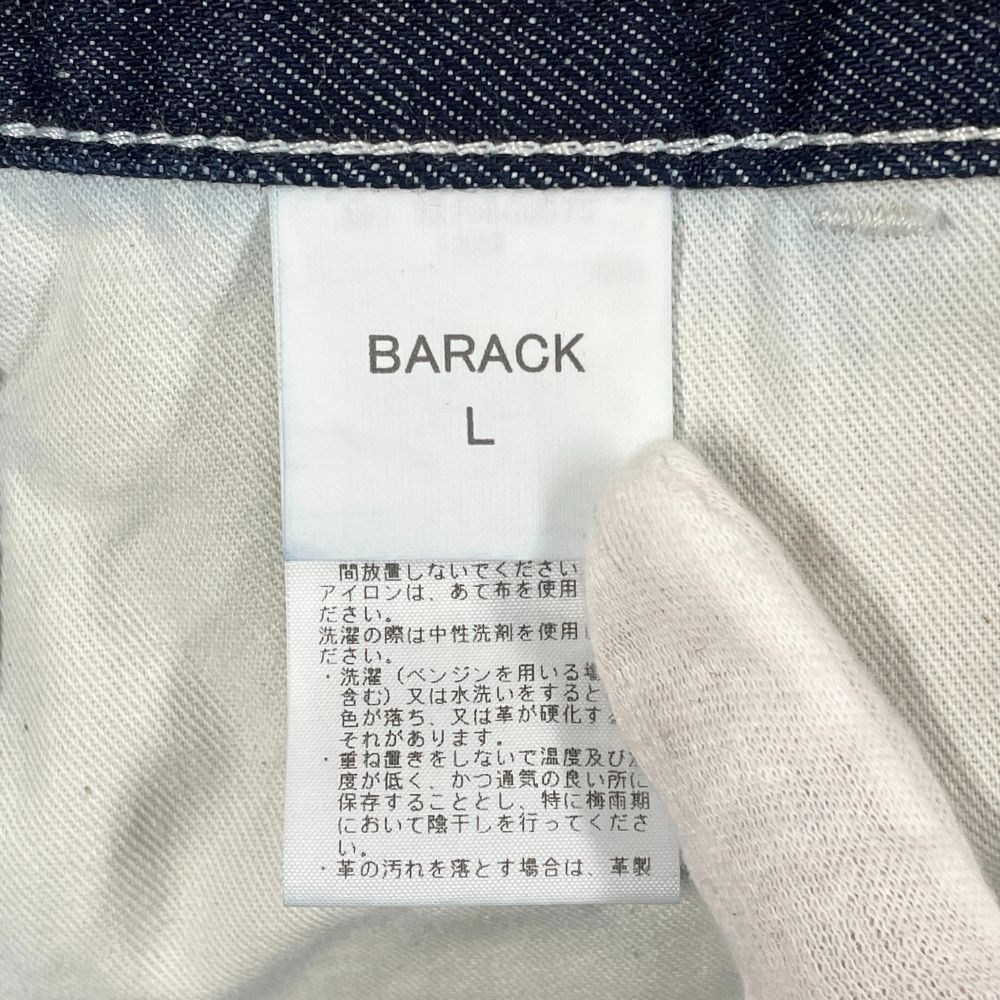 BARACK
L
間放置しないでください
アイロンは、あて布を使用
ださい。
洗濯の際は中性洗剤を使用し
ださい。
・洗濯（ベンジンを用いる場
含む）又は水洗いをすると
色が落ち、又は革が硬化する
それがあります。
・重ね置きをしないで温度及び
度が低く、かつ通気の良い所に
保存することとし、特に梅雨期
において陰干しを行ってくださ
い。
・革の汚れを落とす場合は、革製